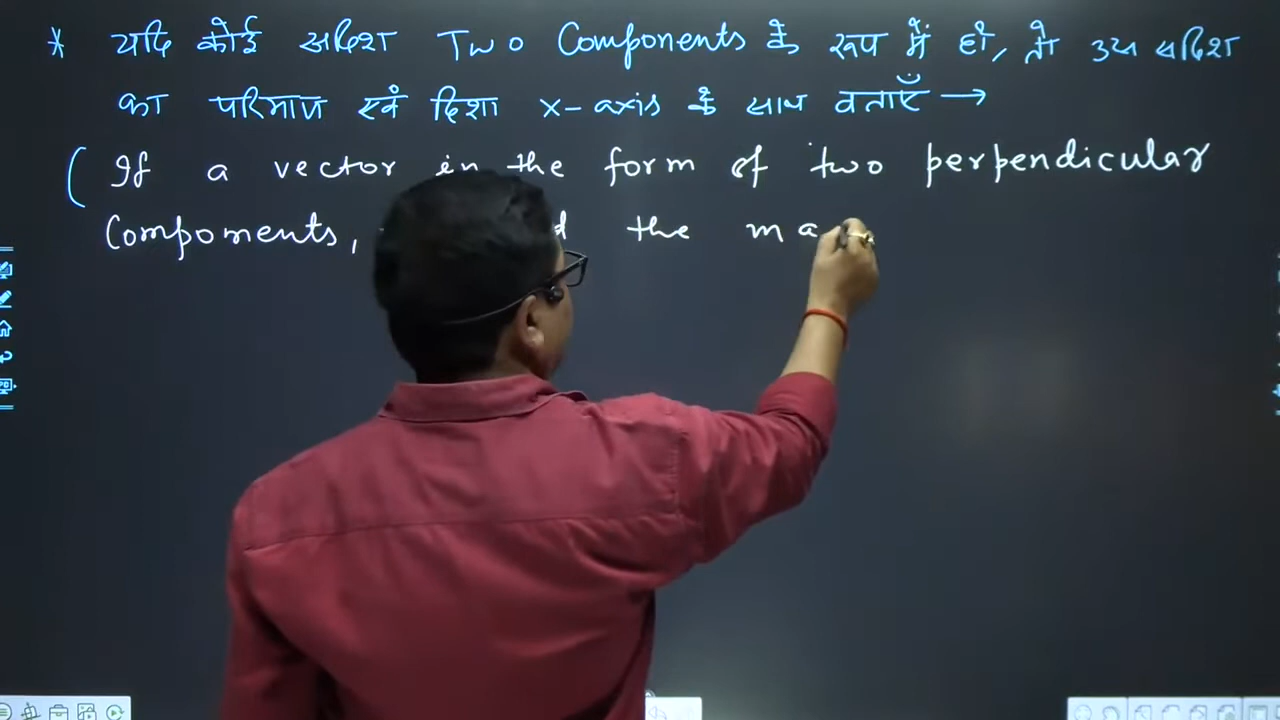 * यदि कोई सदिश Two Components के रूप में हो, तो उस सदिश
का परिमाण एवं दिशा x-axis के साथ बताएँ →
( If a vector in the form of two perpendicular
Components, the ma